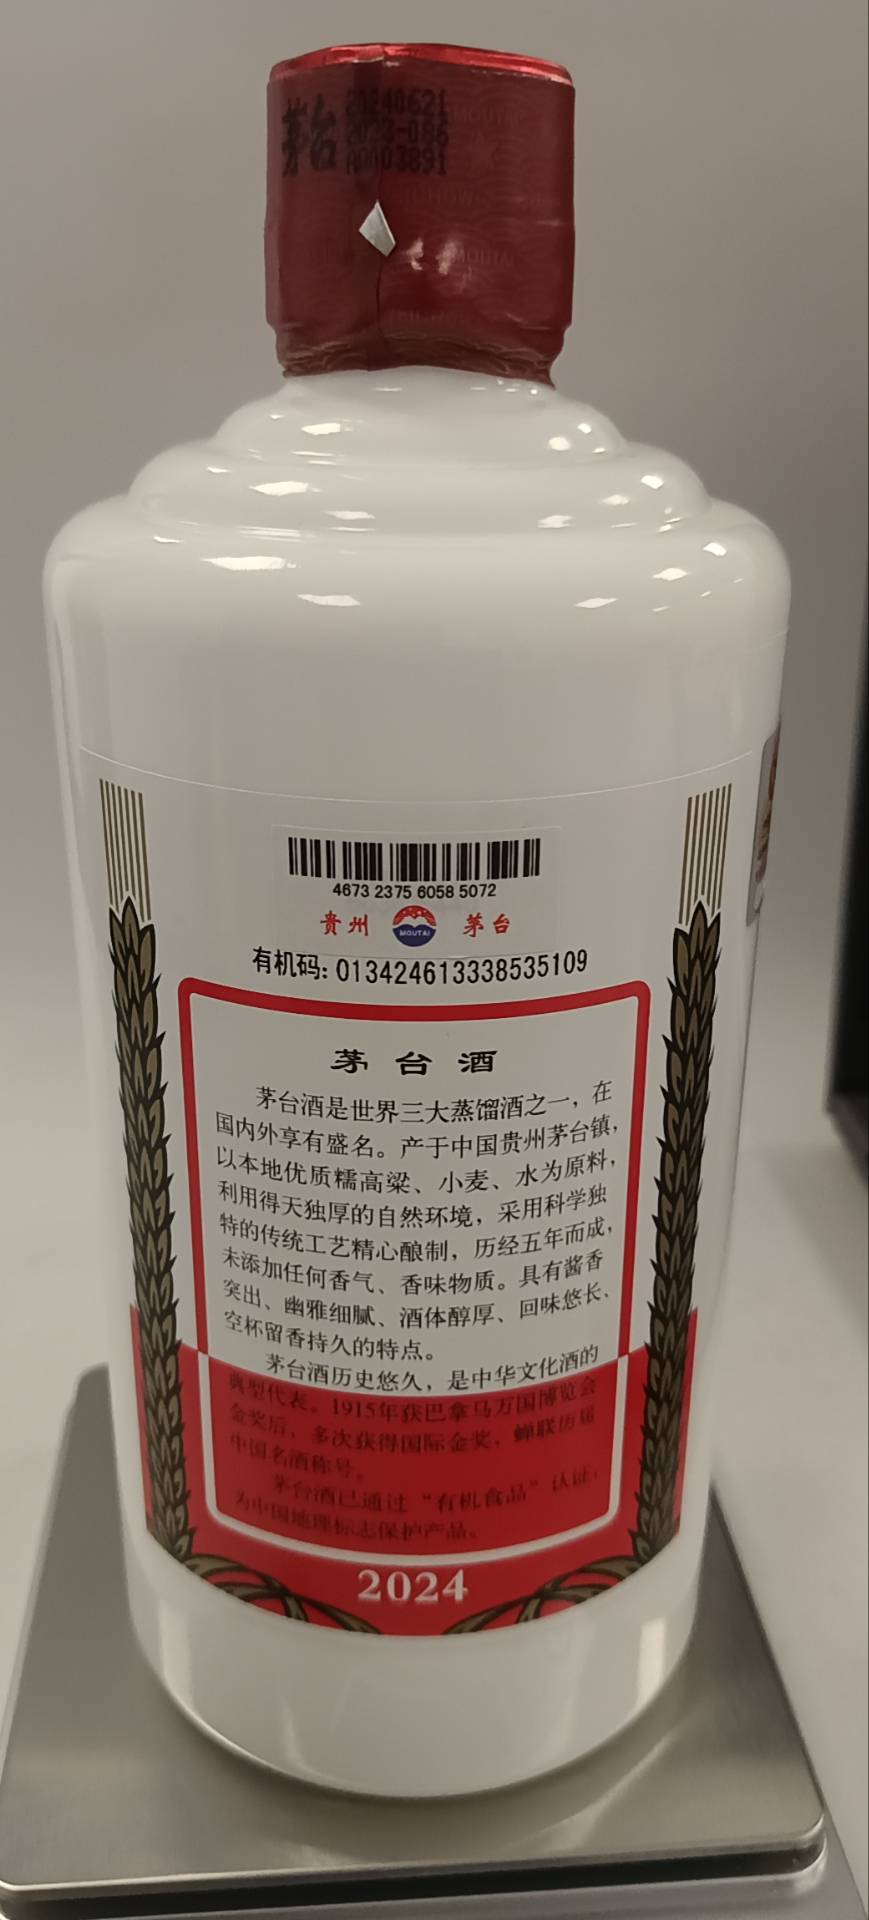 茅台
20240621
2023-086
A0003891
4673 2375 6058 5072
贵州 MOUTAI 茅台
有机码: 013424613338535109
茅台酒
茅台酒是世界三大蒸馏酒之一，在
国内外享有盛名。产于中国贵州茅台镇，
以本地优质糯高粱、小麦、水为原料，
利用得天独厚的自然环境，采用科学独
特的传统工艺精心酿制，历经五年而成，
未添加任何香气、香味物质。具有酱香
突出、幽雅细腻、酒体醇厚、回味悠长、
空杯留香持久的特点。
茅台酒历史悠久，是中华文化酒的
典型代表。1915年获巴拿马万国博览会
金奖后，多次获得国际金奖，蝉联历届
中国名酒称号。
茅台酒已通过“有机食品”认证，
为中国地理标志保护产品。
2024